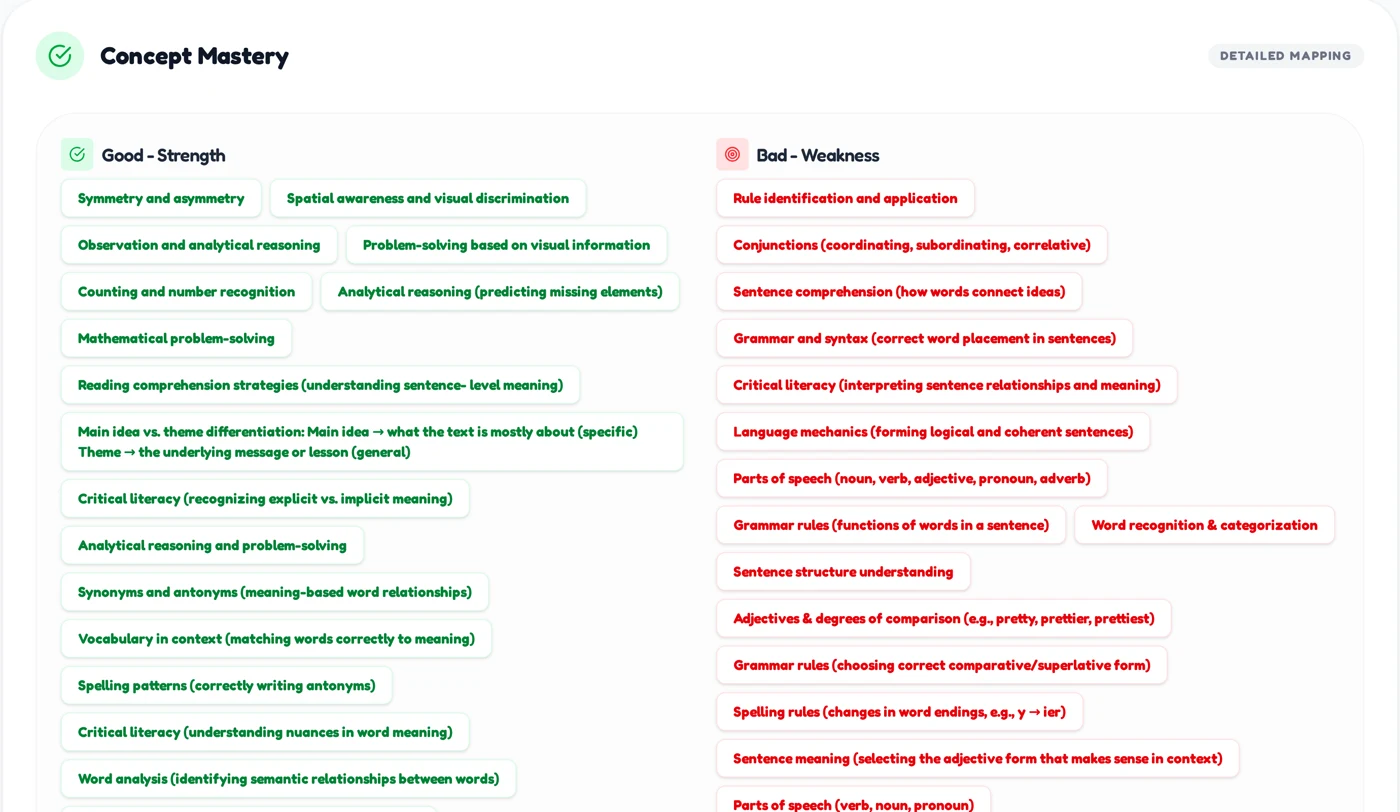 Concept Mastery
DETAILED MAPPING
Good - Strength
Symmetry and asymmetry
Spatial awareness and visual discrimination
Observation and analytical reasoning
Problem-solving based on visual information
Counting and number recognition
Analytical reasoning (predicting missing elements)
Mathematical problem-solving
Reading comprehension strategies (understanding sentence- level meaning)
Main idea vs. theme differentiation: Main idea → what the text is mostly about (specific)
Theme → the underlying message or lesson (general)
Critical literacy (recognizing explicit vs. implicit meaning)
Analytical reasoning and problem-solving
Synonyms and antonyms (meaning-based word relationships)
Vocabulary in context (matching words correctly to meaning)
Spelling patterns (correctly writing antonyms)
Critical literacy (understanding nuances in word meaning)
Word analysis (identifying semantic relationships between words)
Bad - Weakness
Rule identification and application
Conjunctions (coordinating, subordinating, correlative)
Sentence comprehension (how words connect ideas)
Grammar and syntax (correct word placement in sentences)
Critical literacy (interpreting sentence relationships and meaning)
Language mechanics (forming logical and coherent sentences)
Parts of speech (noun, verb, adjective, pronoun, adverb)
Grammar rules (functions of words in a sentence)
Word recognition & categorization
Sentence structure understanding
Adjectives & degrees of comparison (e.g., pretty, prettier, prettiest)
Grammar rules (choosing correct comparative/superlative form)
Spelling rules (changes in word endings, e.g., y → ier)
Sentence meaning (selecting the adjective form that makes sense in context)
Parts of speech (verb, noun, pronoun)